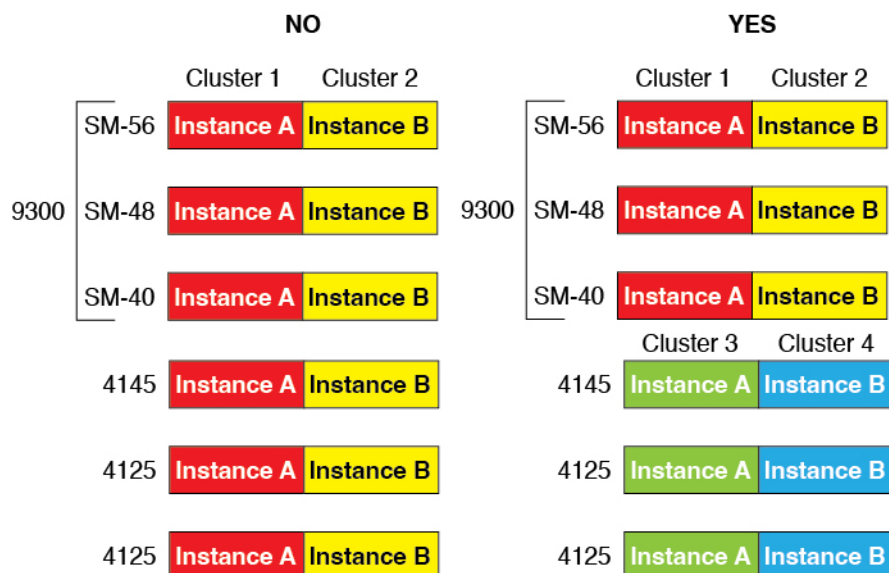 NO
Cluster 1 Cluster 2
SM-56 Instance A Instance B
9300 SM-48 Instance A Instance B
SM-40 Instance A Instance B
4145 Instance A Instance B
4125 Instance A Instance B
4125 Instance A Instance B
YES
Cluster 1 Cluster 2
SM-56 Instance A Instance B
9300 SM-48 Instance A Instance B
SM-40 Instance A Instance B
Cluster 3 Cluster 4
4145 Instance A Instance B
4125 Instance A Instance B
4125 Instance A Instance B